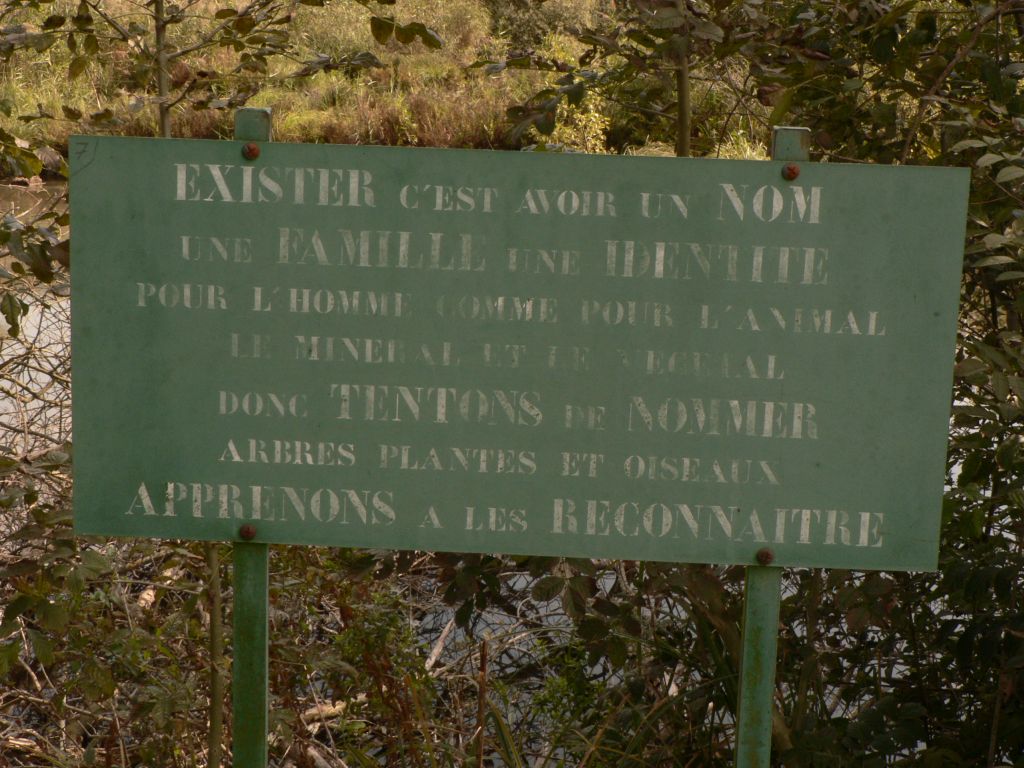 7)
EXISTER C'EST AVOIR UN NOM
UNE FAMILLE UNE IDENTITE
POUR L'HOMME COMME POUR L'ANIMAL
LE MINERAL ET LE VEGETAL
DONC TENTONS DE NOMMER
ARBRES PLANTES ET OISEAUX
APPRENONS A LES RECONNAITRE